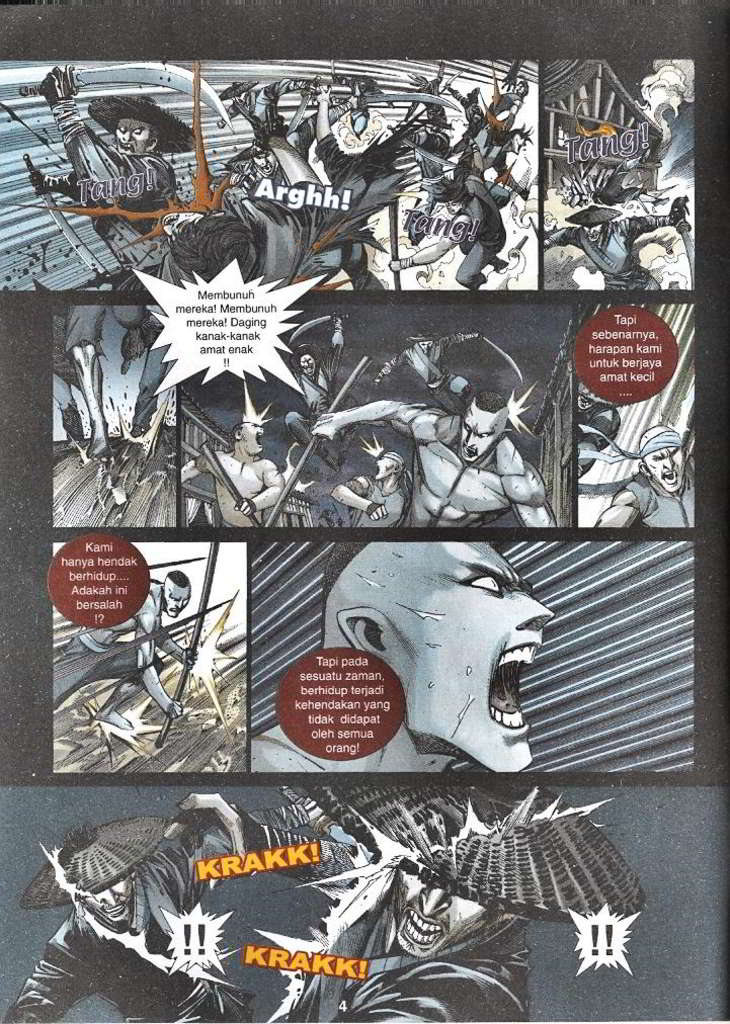 Tang!
Arghh!
Tang!
Tang!
Membunuh
mereka! Membunuh
mereka! Daging
kanak-kanak
amat enak
!!
Tapi
sebenarnya,
harapan kami
untuk berjaya
amat kecil
....
Kami
hanya hendak
berhidup....
Adakah ini
bersalah
!?
Tapi pada
sesuatu zaman,
berhidup terjadi
kehendakan yang
tidak didapat
oleh semua
orang!
KRAKK!
!!
!!
KRAKK!
4